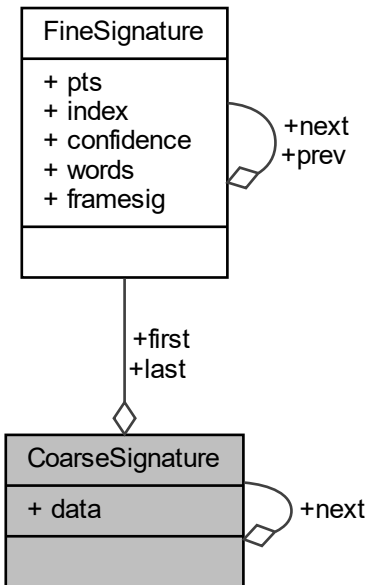 FineSignature
+ pts
+ index
+ confidence
+ words
+ framesig
+next
+prev
+first
+last
CoarseSignature
+ data
+next